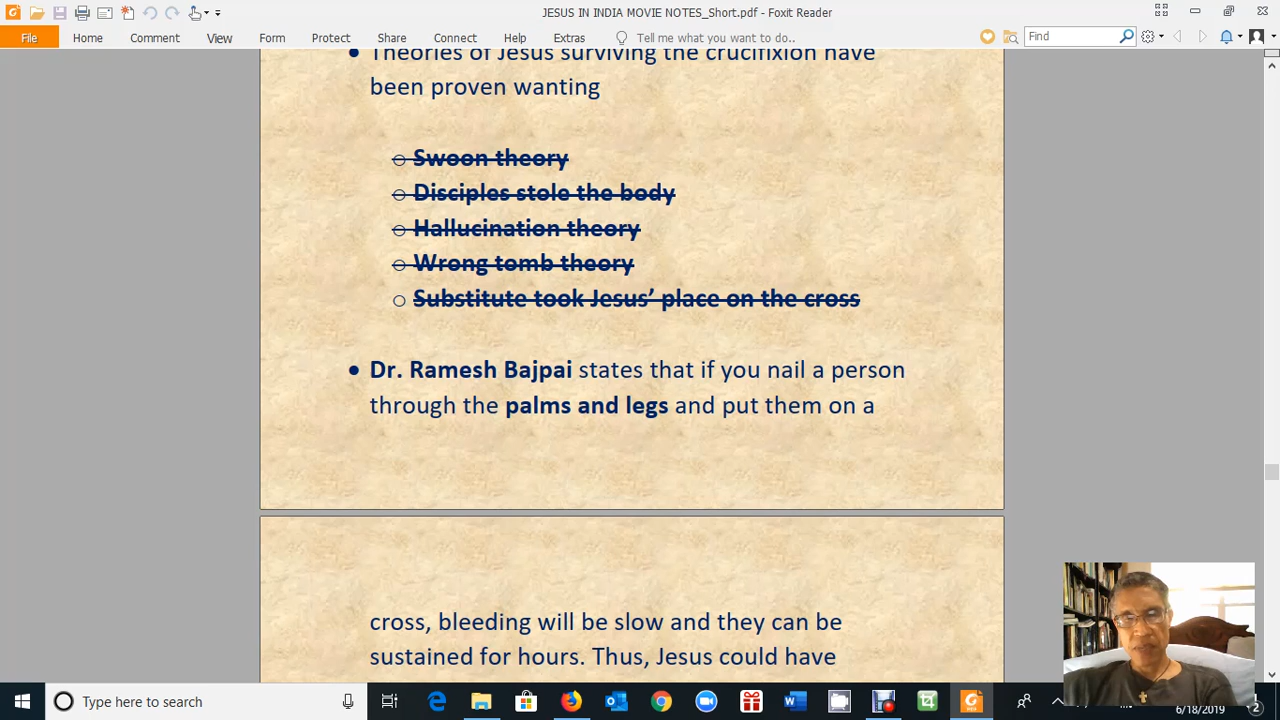 JESUS IN INDIA MOVIE NOTES_Short.pdf - Foxit Reader
File Home Comment View Form Protect Share Connect Help Extras Tell me what you want to do.. Find
• Theories of Jesus surviving the crucifixion have
been proven wanting
○ Swoon theory
○ Disciples stole the body
○ Hallucination theory
○ Wrong tomb theory
○ Substitute took Jesus’ place on the cross
• Dr. Ramesh Bajpai states that if you nail a person
through the palms and legs and put them on a
cross, bleeding will be slow and they can be
sustained for hours. Thus, Jesus could have
Type here to search
6/18/2019